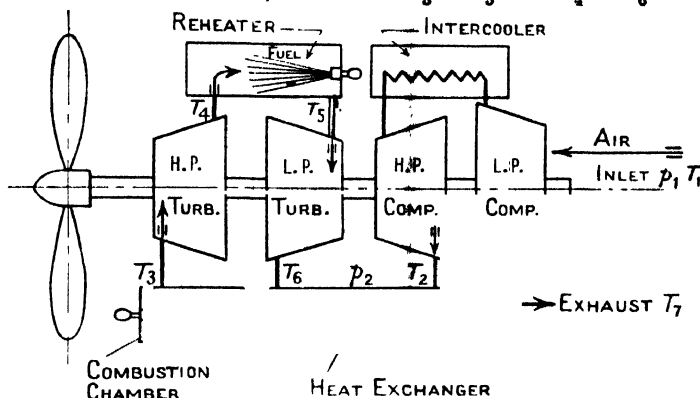 REHEATER
INTERCOOLER
FUEL
T4
T5
AIR
INLET p1 T1
H.P.
TURB.
L.P.
TURB.
H.P.
COMP.
L.P.
COMP.
T3
T6
p2
T2
EXHAUST T7
COMBUSTION
CHAMBER
HEAT EXCHANGER